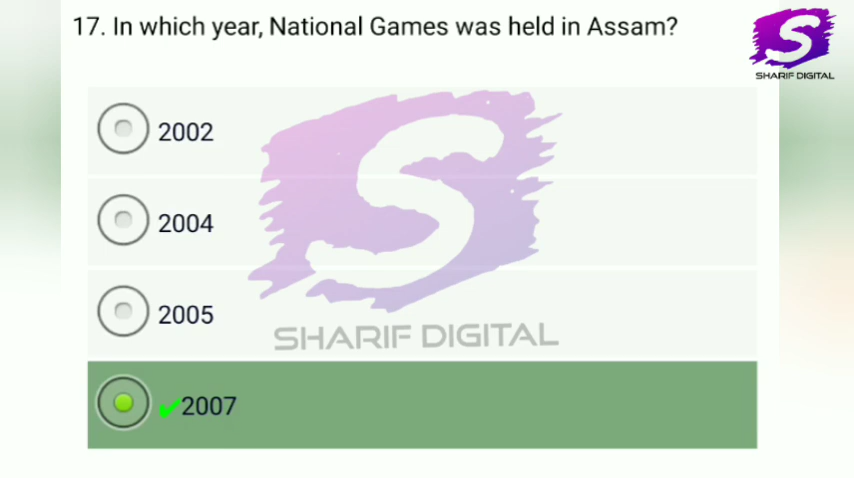 17. In which year, National Games was held in Assam?
S
SHARIF DIGITAL
2002
2004
2005
S
SHARIF DIGITAL
2007